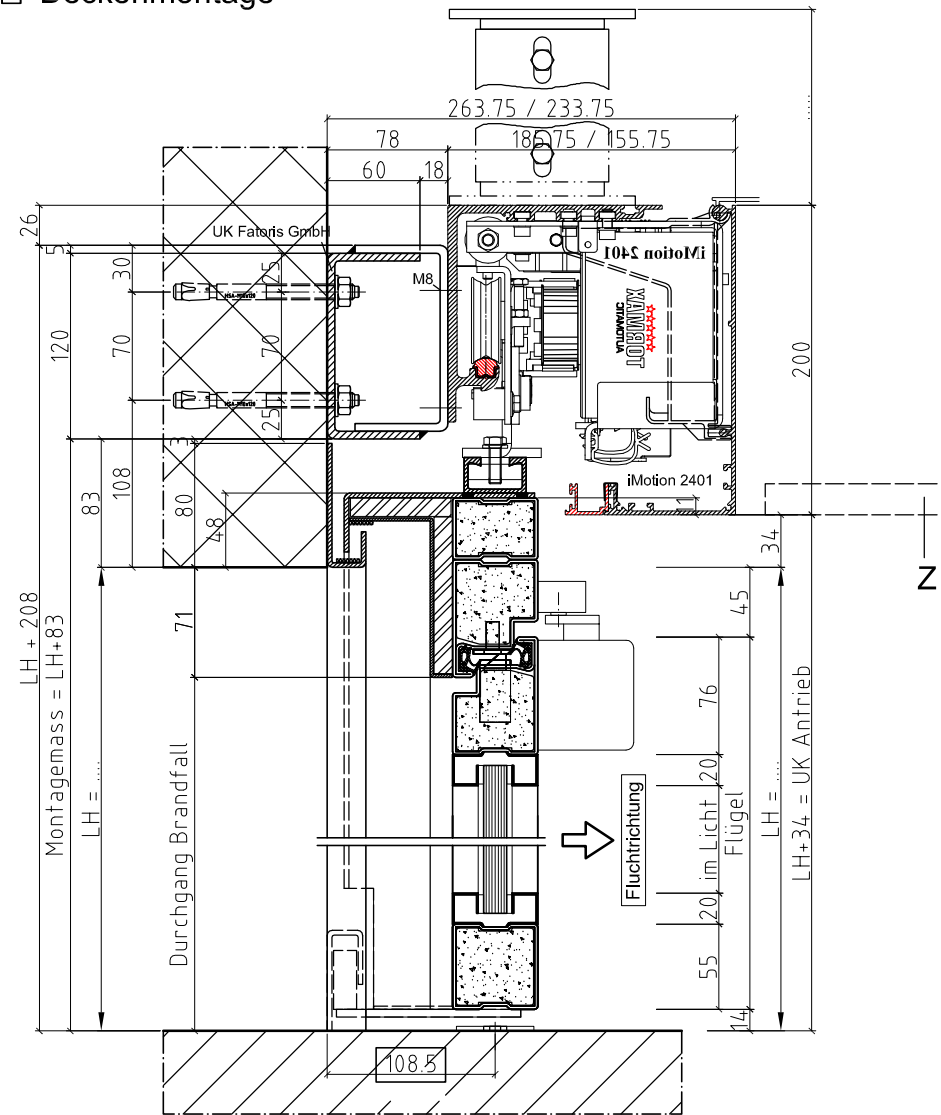 Deckenmontage
263.75 / 233.75
78
185.75 / 155.75
60
18
26
UK Fatoris GmbH
5
30
25
M8
iMotion 2401
TORMAX
AUTOMATIC
120
70
70
200
25
3
83
108
80
48
iMotion 2401
1
34
Z
45
71
LH + 208
Montagemass = LH+83
LH = .....
Durchgang Brandfall
76
20
im Licht
Flügel
LH = .....
LH+34 = UK Antrieb
Fluchtrichtung
20
55
14
108.5